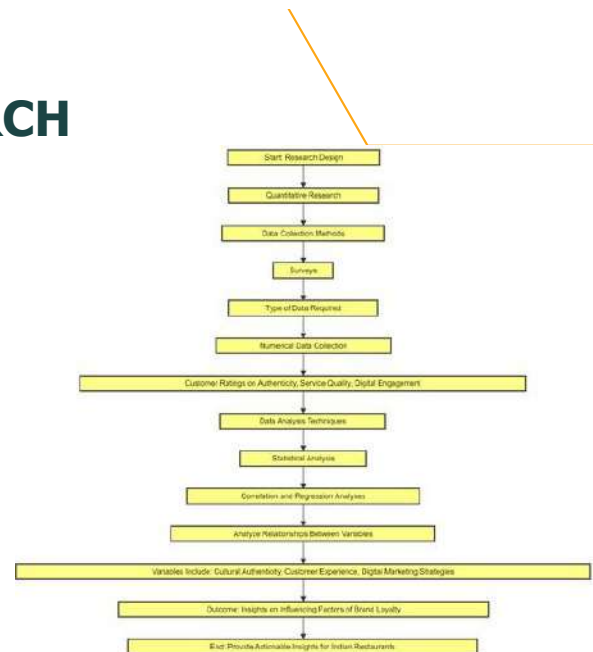 RCH
Start: Research Design
Quantitative Research
Data Collection Methods
Surveys
Type of Data Required
Numerical Data Collection
Customer Ratings on Authenticity, Service Quality, Digital Engagement
Data Analysis Techniques
Statistical Analysis
Correlation and Regression Analyses
Analyze Relationships Between Variables
Variables Include: Cultural Authenticity, Customer Experience, Digital Marketing Strategies
Outcome: Insights on Influencing Factors of Brand Loyalty
End: Provide Actionable Insights for Indian Restaurants